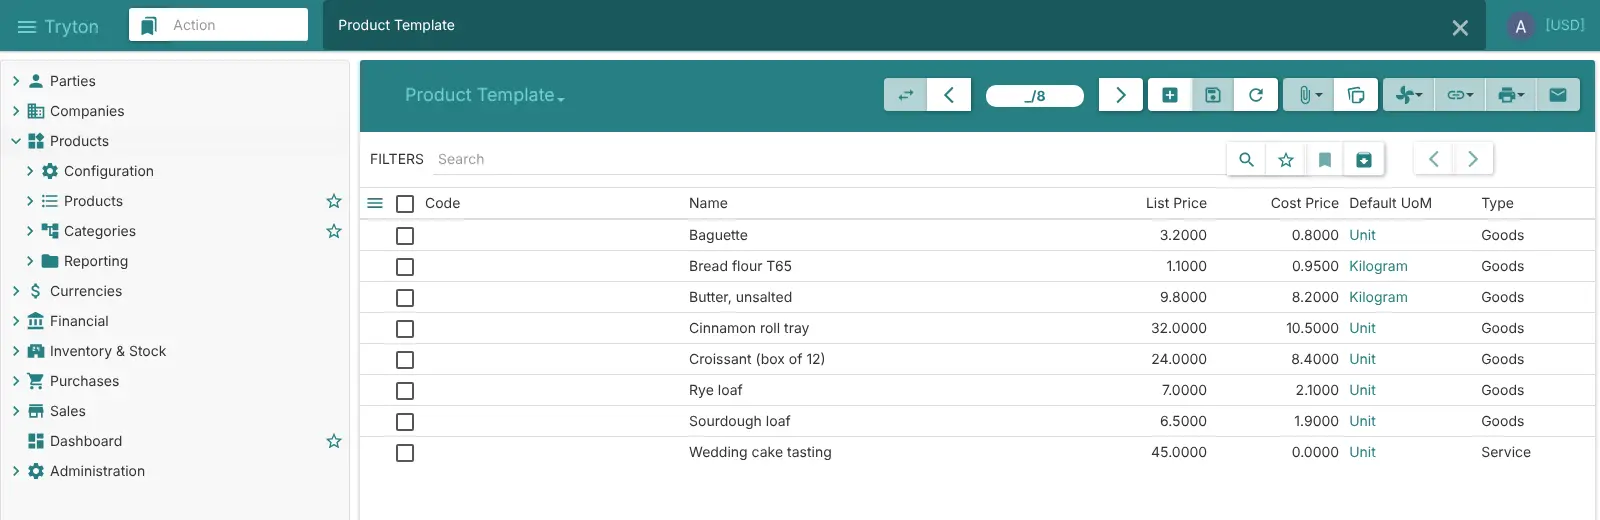 Tryton
Action
Product Template
A
[USD]
Parties
Companies
Products
Configuration
Products
Categories
Reporting
Currencies
Financial
Inventory & Stock
Purchases
Sales
Dashboard
Administration
Product Template
_/8
FILTERS Search
Code Name List Price Cost Price Default UoM Type
Baguette 3.2000 0.8000 Unit Goods
Bread flour T65 1.1000 0.9500 Kilogram Goods
Butter, unsalted 9.8000 8.2000 Kilogram Goods
Cinnamon roll tray 32.0000 10.5000 Unit Goods
Croissant (box of 12) 24.0000 8.4000 Unit Goods
Rye loaf 7.0000 2.1000 Unit Goods
Sourdough loaf 6.5000 1.9000 Unit Goods
Wedding cake tasting 45.0000 0.0000 Unit Service